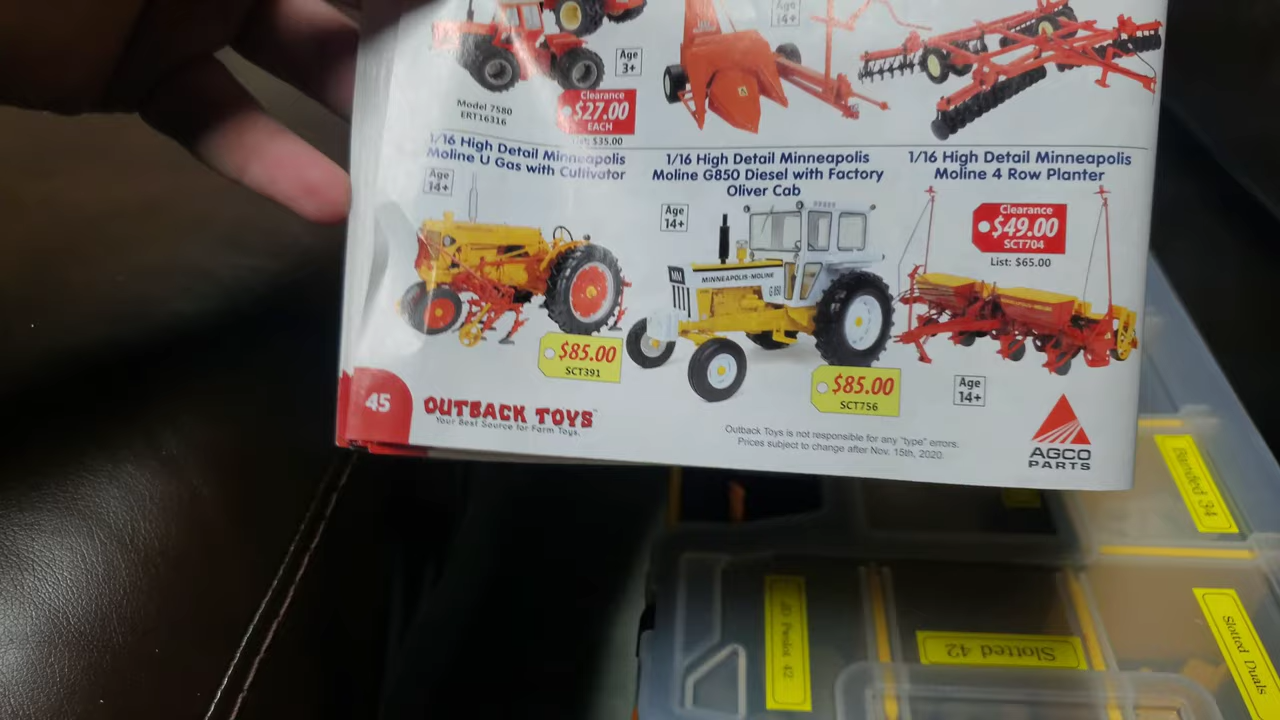 Age
3+
Age
14+
Clearance
$27.00
EACH
List: $35.00
Model 7580
ERT16316
1/16 High Detail Minneapolis
Moline U Gas with Cultivator
Age
14+
$85.00
SCT391
1/16 High Detail Minneapolis
Moline G850 Diesel with Factory
Oliver Cab
Age
14+
MM
MINNEAPOLIS-MOLINE
G 850
$85.00
SCT756
1/16 High Detail Minneapolis
Moline 4 Row Planter
Clearance
$49.00
SCT704
List: $65.00
Age
14+
45
OUTBACK TOYS
Your Best Source for Farm Toys.
Outback Toys is not responsible for any "type" errors.
Prices subject to change after Nov. 15th, 2020.
AGCO
PARTS
Banded 34
Slotted 42
Slotted Duals